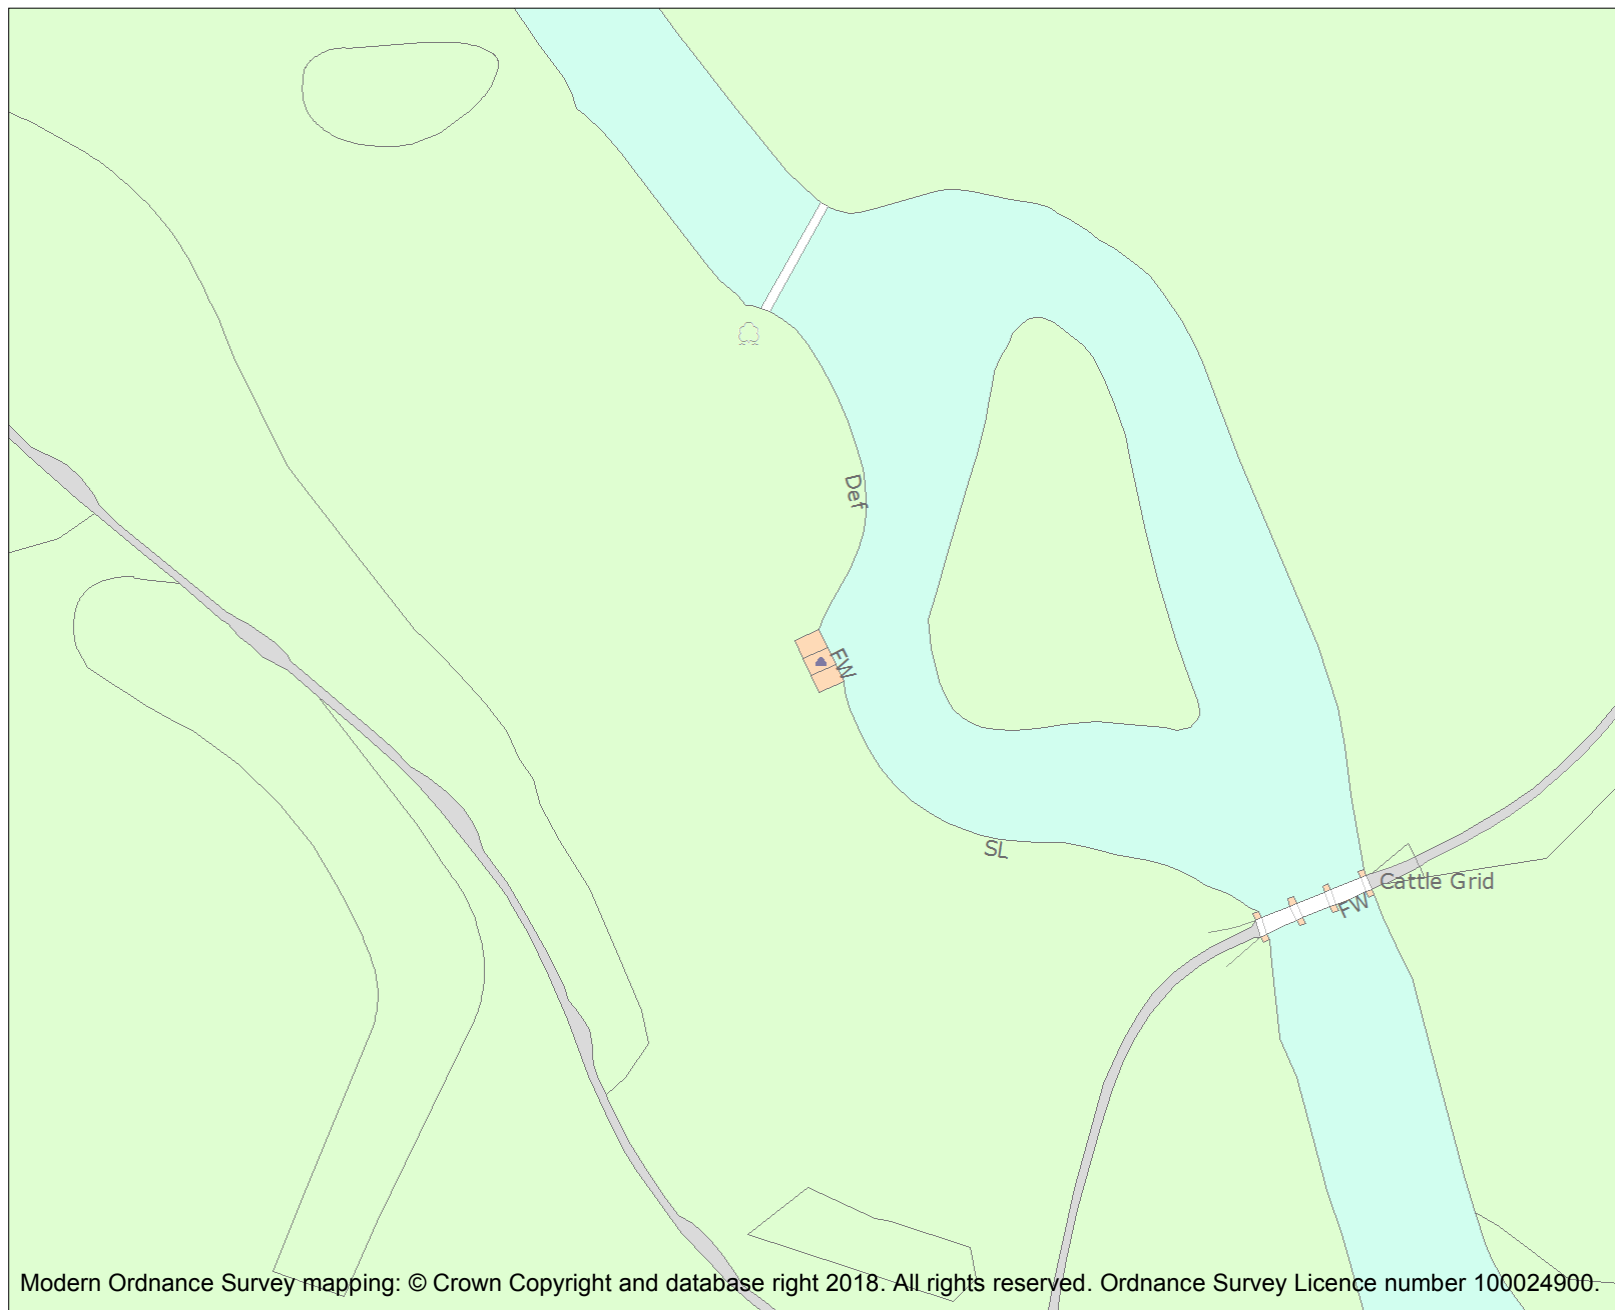 Def
FW
SL
Cattle Grid
FW
Modern Ordnance Survey mapping: © Crown Copyright and database right 2018. All rights reserved. Ordnance Survey Licence number 100024900.